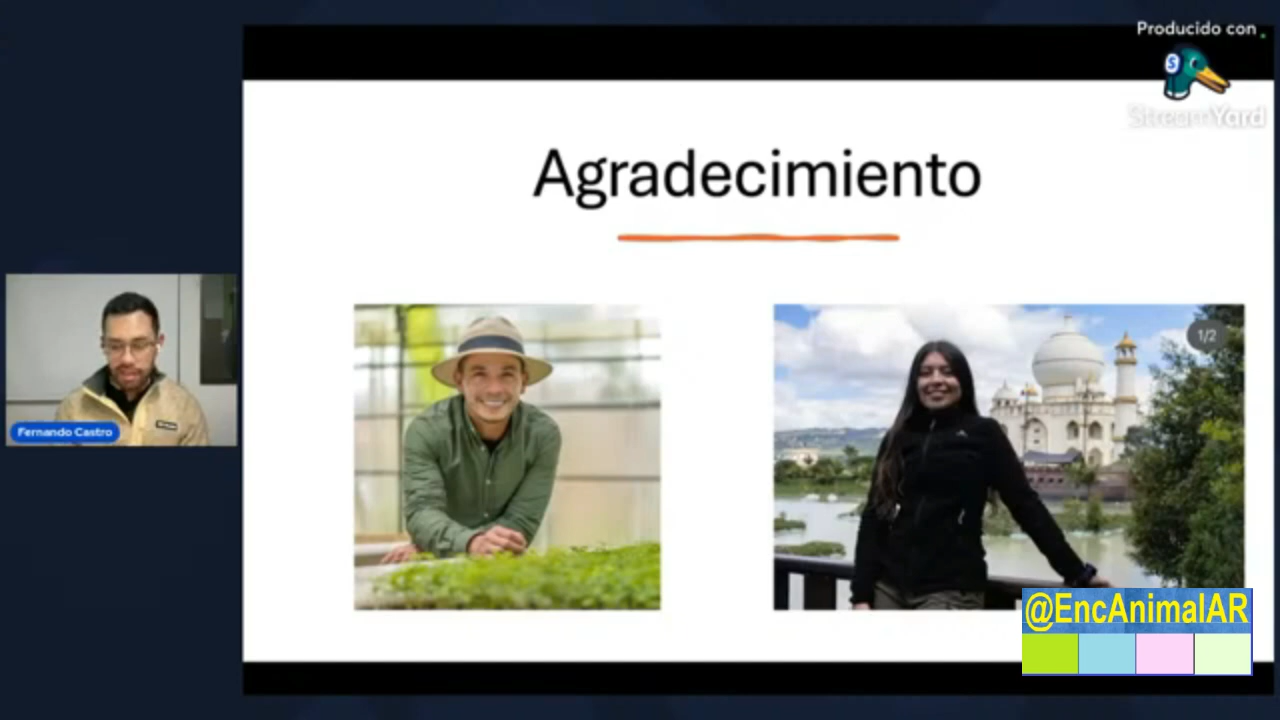 Producido con
StreamYard
Agradecimiento
1/2
Fernando Castro
@EncAnimalAR